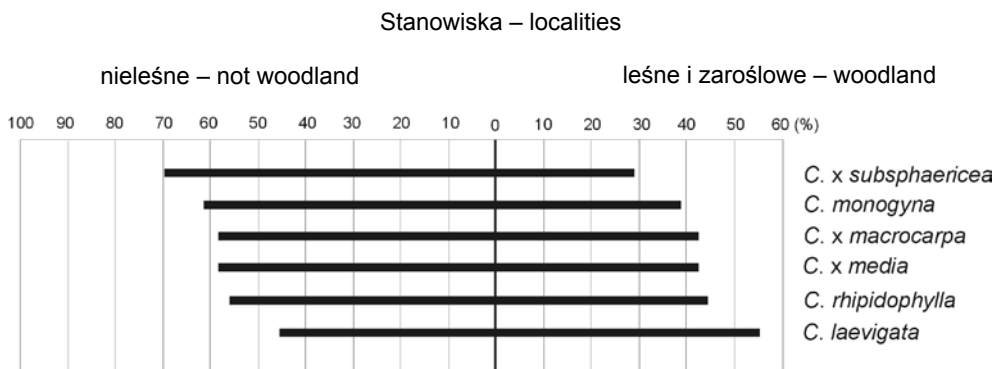 Stanowiska – localities
nieleśne – not woodland leśne i zaroślowe – woodland
100 90 80 70 60 50 40 30 20 10 0 10 20 30 40 50 60 (%)
C. x subsphaericea
C. monogyna
C. x macrocarpa
C. x media
C. rhipidophylla
C. laevigata